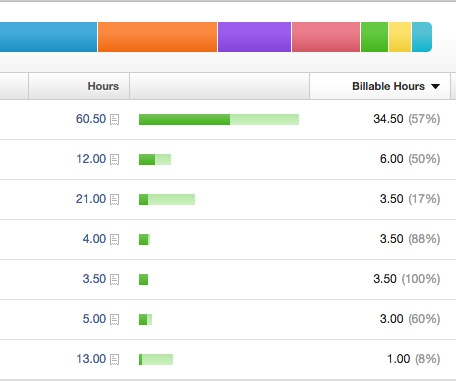 Hours Billable Hours
60.50 34.50 (57%)
12.00 6.00 (50%)
21.00 3.50 (17%)
4.00 3.50 (88%)
3.50 3.50 (100%)
5.00 3.00 (60%)
13.00 1.00 (8%)